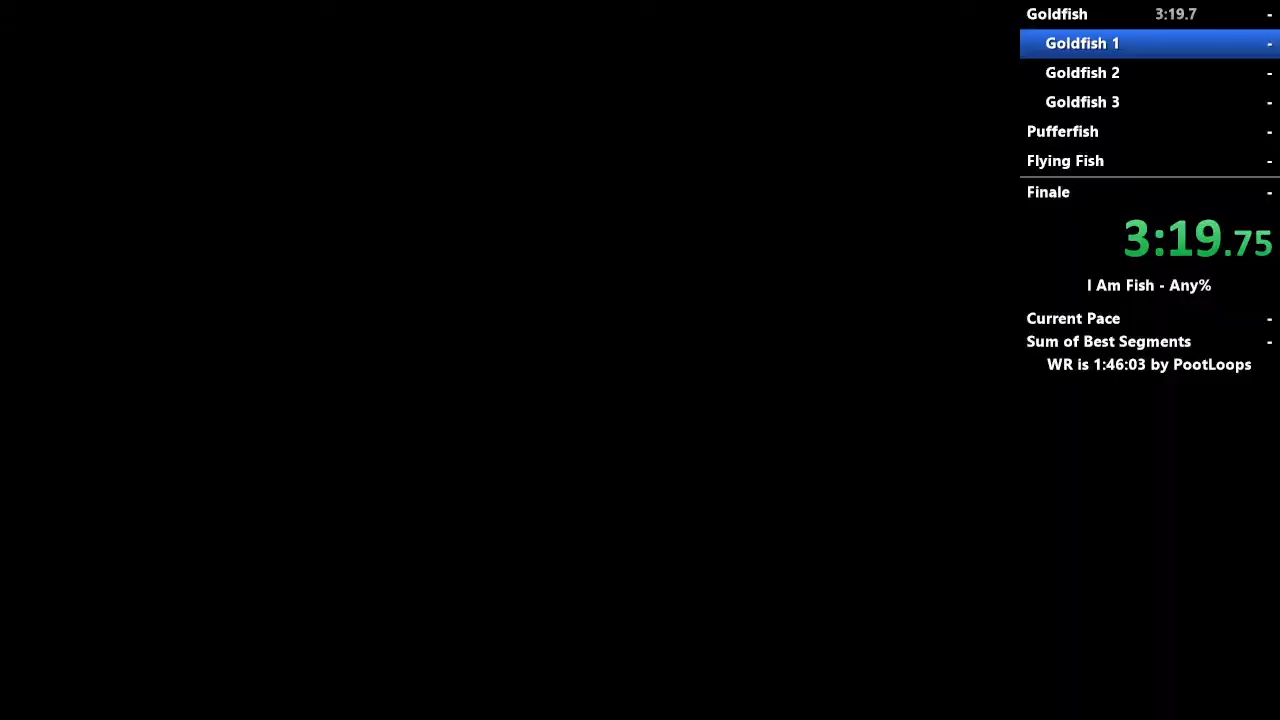 Goldfish 3:19.7 -
Goldfish 1 -
Goldfish 2 -
Goldfish 3 -
Pufferfish -
Flying Fish -
Finale -
3:19.75
I Am Fish - Any%
Current Pace -
Sum of Best Segments -
WR is 1:46:03 by PootLoops